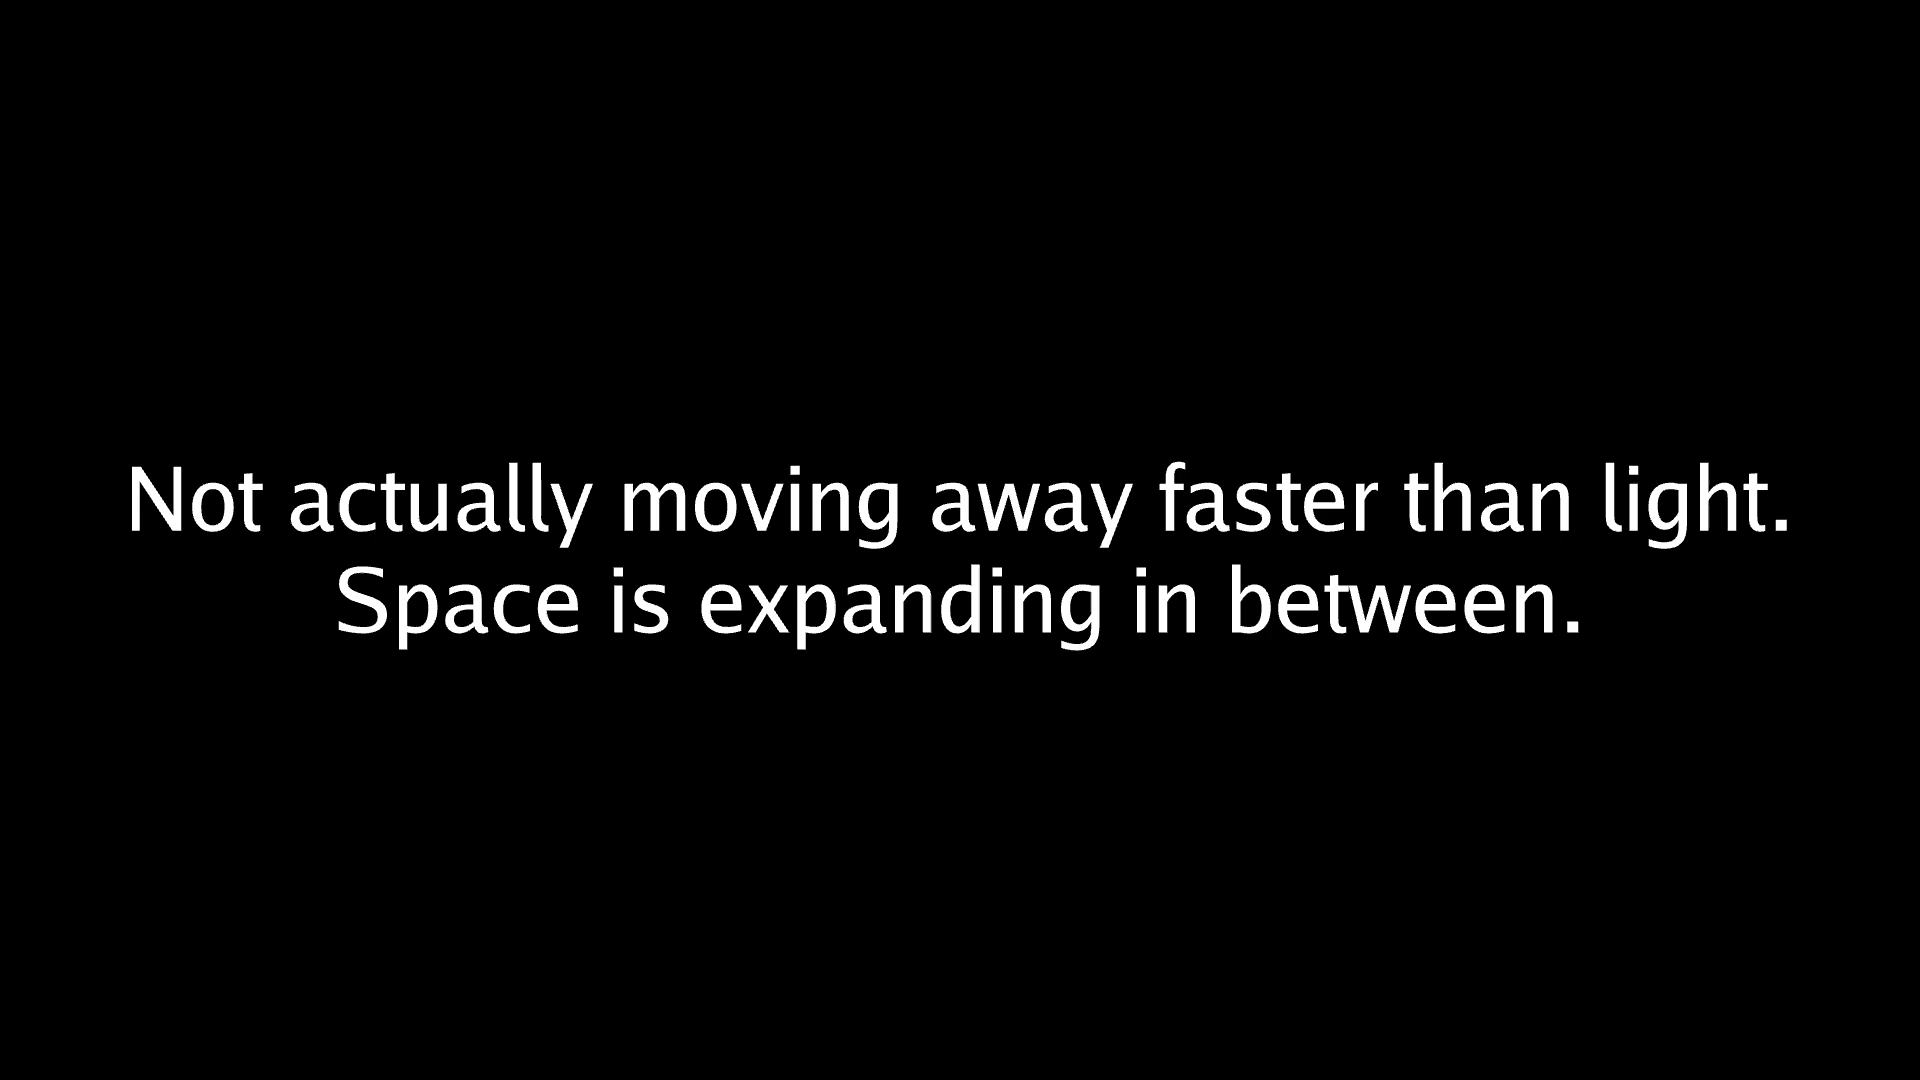 Not actually moving away faster than light.
Space is expanding in between.